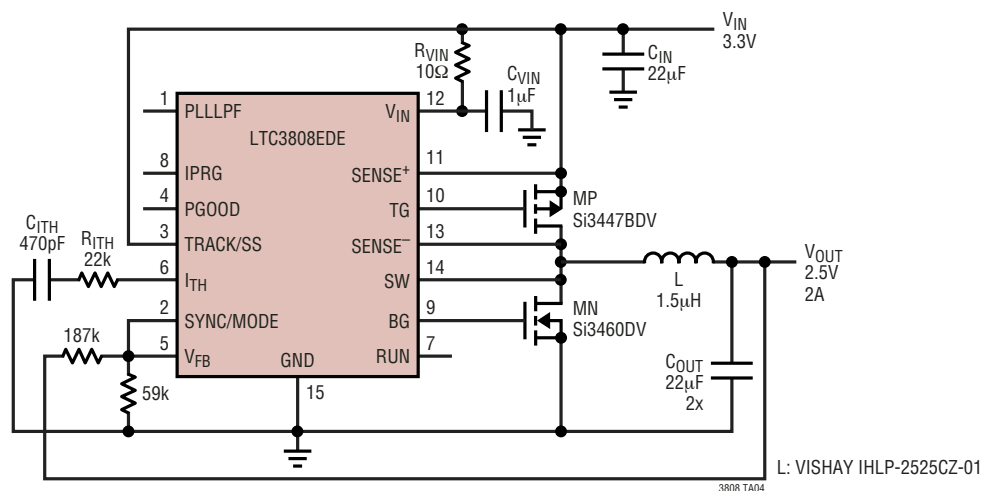 VIN
3.3V
RVIN
10Ω
CVIN
1µF
CIN
22µF
1
PLLLPF
VIN
12
LTC3808EDE
8
IPRG
SENSE+
11
4
PGOOD
TG
10
MP
Si3447BDV
CITH
470pF
RITH
22k
3
TRACK/SS
SENSE–
13
6
ITH
SW
14
L
1.5µH
VOUT
2.5V
2A
2
SYNC/MODE
BG
9
MN
Si3460DV
187k
5
VFB
GND
RUN
7
59k
15
COUT
22µF
2x
L: VISHAY IHLP-2525CZ-01
3808 TA04